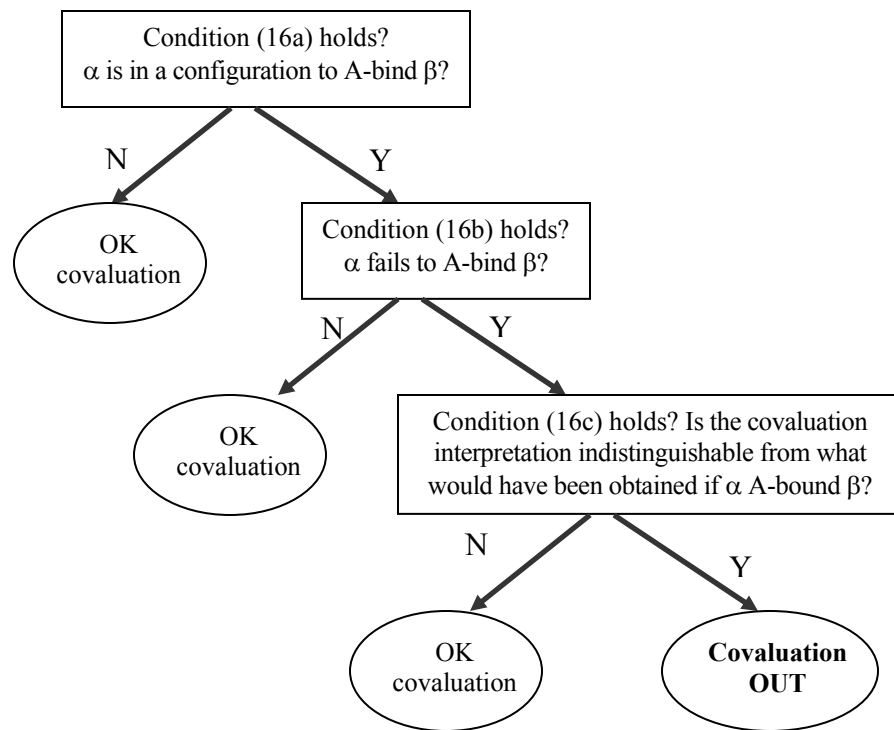 Condition (16a) holds?
α is in a configuration to A-bind β?
N
Y
OK
covaluation
Condition (16b) holds?
α fails to A-bind β?
N
Y
OK
covaluation
Condition (16c) holds? Is the covaluation
interpretation indistinguishable from what
would have been obtained if α A-bound β?
N
Y
OK
covaluation
Covaluation
OUT